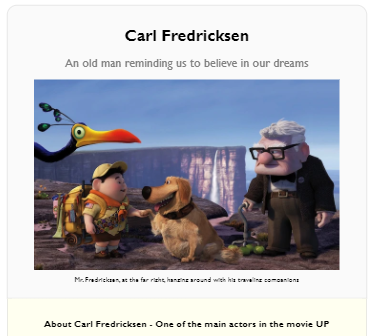 Carl Fredricksen
An old man reminding us to believe in our dreams
Mr. Fredricksen, at the far right, hanging around with his traveling companions
About Carl Fredricksen - One of the main actors in the movie UP